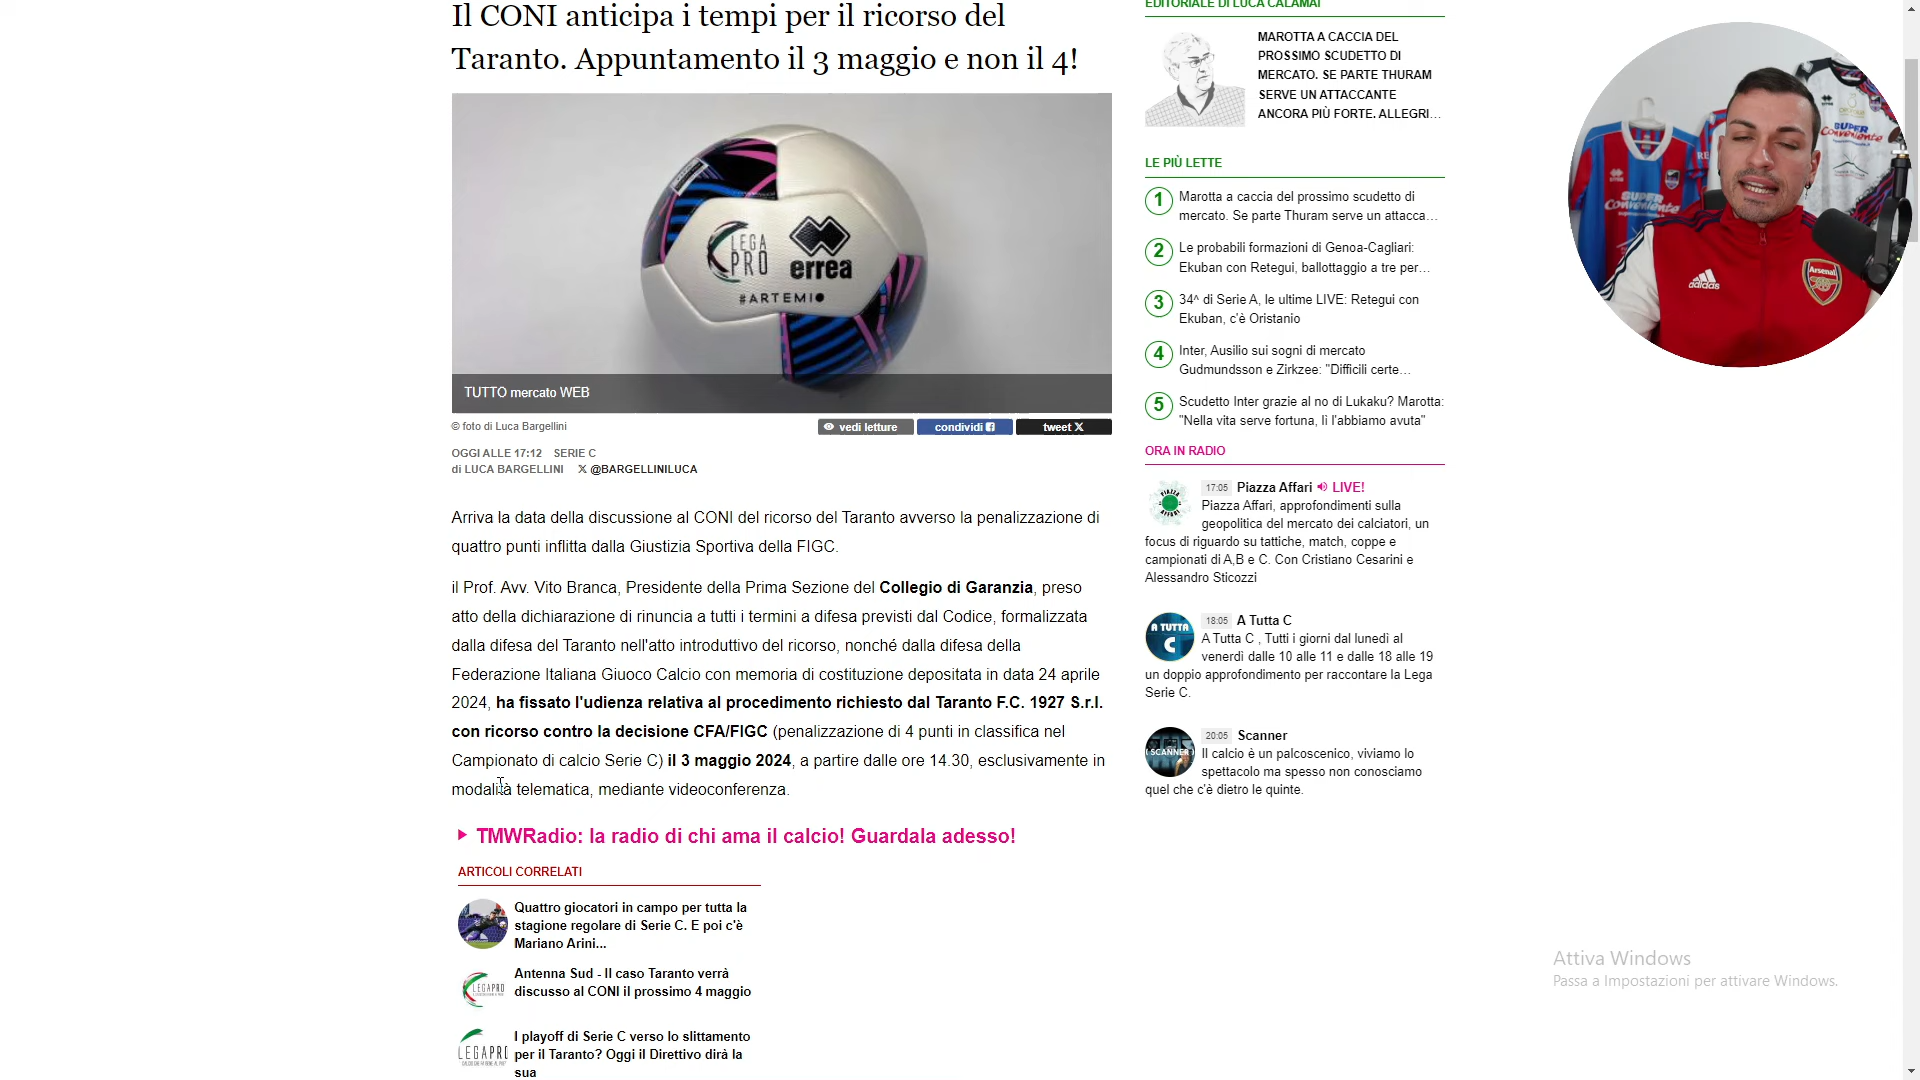 Il CONI anticipa i tempi per il ricorso del
Taranto. Appuntamento il 3 maggio e non il 4!
LEGA
PRO
errea
#ARTEMIO
TUTTO mercato WEB
© foto di Luca Bargellini
vedi letture
condividi
tweet X
OGGI ALLE 17:12 SERIE C
di LUCA BARGELLINI X @BARGELLINILUCA
Arriva la data della discussione al CONI del ricorso del Taranto avverso la penalizzazione di
quattro punti inflitta dalla Giustizia Sportiva della FIGC.
il Prof. Avv. Vito Branca, Presidente della Prima Sezione del Collegio di Garanzia, preso
atto della dichiarazione di rinuncia a tutti i termini a difesa previsti dal Codice, formalizzata
dalla difesa del Taranto nell'atto introduttivo del ricorso, nonché dalla difesa della
Federazione Italiana Giuoco Calcio con memoria di costituzione depositata in data 24 aprile
2024, ha fissato l'udienza relativa al procedimento richiesto dal Taranto F.C. 1927 S.r.l.
con ricorso contro la decisione CFA/FIGC (penalizzazione di 4 punti in classifica nel
Campionato di calcio Serie C) il 3 maggio 2024, a partire dalle ore 14.30, esclusivamente in
modalità telematica, mediante videoconferenza.
TMWRadio: la radio di chi ama il calcio! Guardala adesso!
ARTICOLI CORRELATI
Quattro giocatori in campo per tutta la
stagione regolare di Serie C. E poi c'è
Mariano Arini...
LEGAPRO
Antenna Sud - Il caso Taranto verrà
discusso al CONI il prossimo 4 maggio
LEGAPRO
I playoff di Serie C verso lo slittamento
per il Taranto? Oggi il Direttivo dirà la
sua
EDITORIALE DI LUCA CALAMAI
MAROTTA A CACCIA DEL
PROSSIMO SCUDETTO DI
MERCATO. SE PARTE THURAM
SERVE UN ATTACCANTE
ANCORA PIÙ FORTE. ALLEGRI...
LE PIÙ LETTE
1 Marotta a caccia del prossimo scudetto di
mercato. Se parte Thuram serve un attacca...
2 Le probabili formazioni di Genoa-Cagliari:
Ekuban con Retegui, ballottaggio a tre per...
3 34^ di Serie A, le ultime LIVE: Retegui con
Ekuban, c'è Oristanio
4 Inter, Ausilio sui sogni di mercato
Gudmundsson e Zirkzee: "Difficili certe...
5 Scudetto Inter grazie al no di Lukaku? Marotta:
"Nella vita serve fortuna, lì l'abbiamo avuta"
ORA IN RADIO
PIAZZA AFFARI
17:05 Piazza Affari LIVE!
Piazza Affari, approfondimenti sulla
geopolitica del mercato dei calciatori, un
focus di riguardo su tattiche, match, coppe e
campionati di A,B e C. Con Cristiano Cesarini e
Alessandro Sticozzi
A TUTTA
C
18:05 A Tutta C
A Tutta C , Tutti i giorni dal lunedì al
venerdì dalle 10 alle 11 e dalle 18 alle 19
un doppio approfondimento per raccontare la Lega
Serie C.
SCANNER
20:05 Scanner
Il calcio è un palcoscenico, viviamo lo
spettacolo ma spesso non conosciamo
quel che c'è dietro le quinte.
SUPER
Conveniente
SUPER
Conveniente
adidas
Arsenal
Attiva Windows
Passa a Impostazioni per attivare Windows.